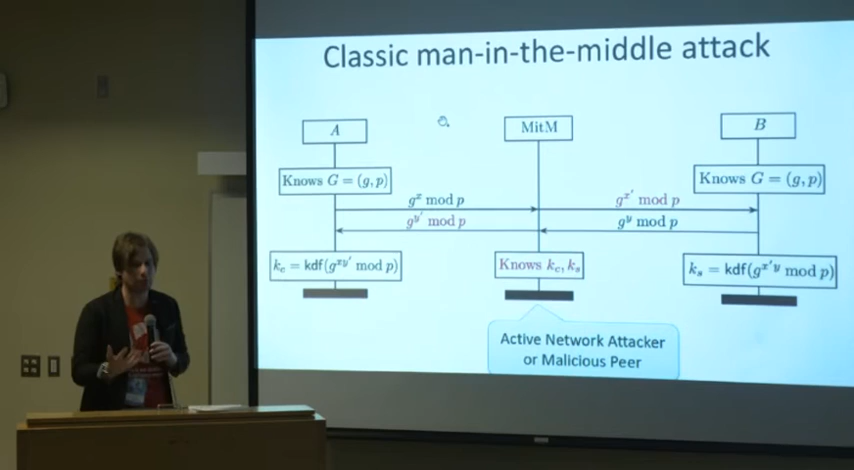 Classic man-in-the-middle attack
A
MitM
B
Knows G = (g, p)
Knows G = (g, p)
g^x mod p
g^x' mod p
g^y' mod p
g^y mod p
k_c = kdf(g^xy' mod p)
Knows k_c, k_s
k_s = kdf(g^x'y mod p)
Active Network Attacker
or Malicious Peer